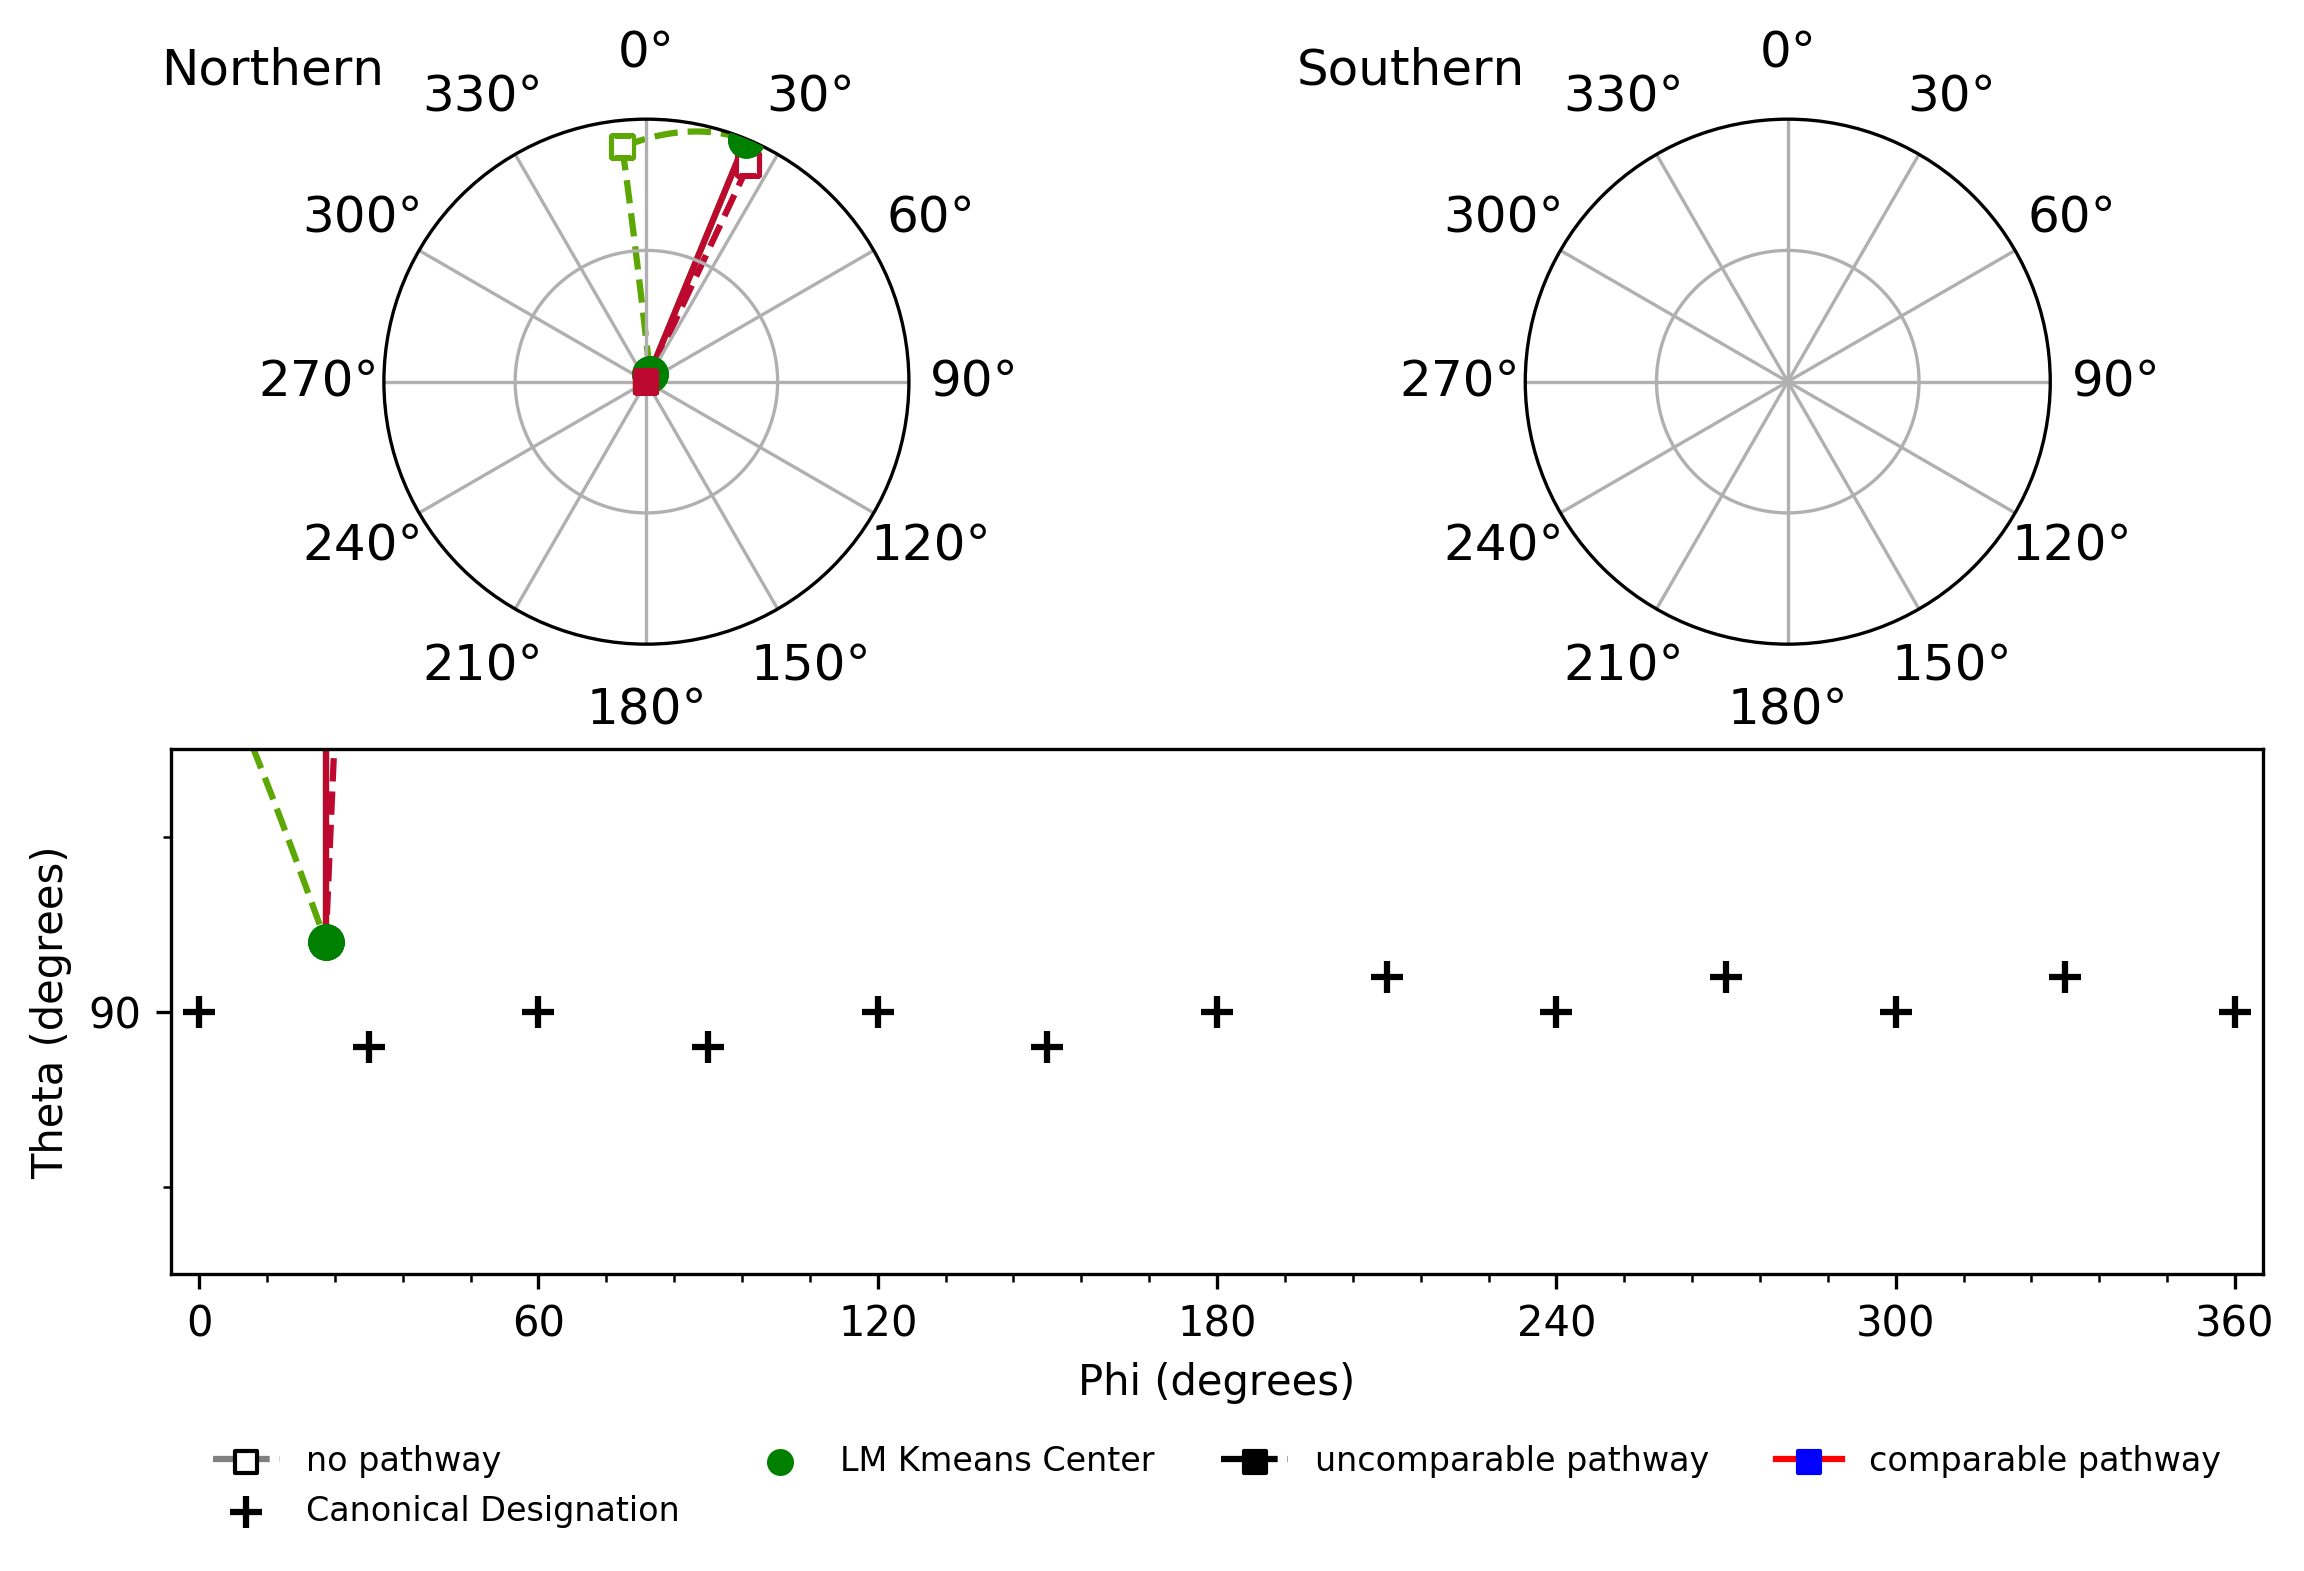 Northern
0°
30°
60°
90°
120°
150°
180°
210°
240°
270°
300°
330°
Southern
0°
30°
60°
90°
120°
150°
180°
210°
240°
270°
300°
330°
Theta (degrees)
90
0 60 120 180 240 300 360
Phi (degrees)
no pathway
Canonical Designation
LM Kmeans Center
uncomparable pathway
comparable pathway